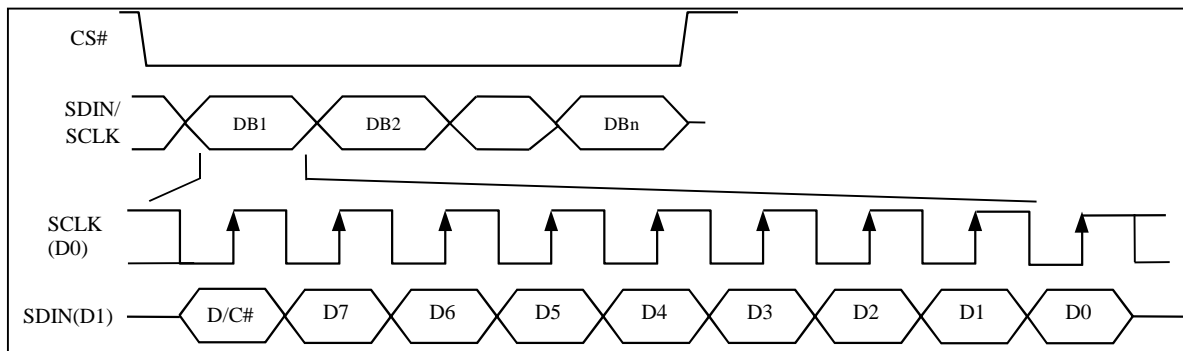 CS#
SDIN/
SCLK
DB1 DB2 DBn
SCLK
(D0)
SDIN(D1) D/C# D7 D6 D5 D4 D3 D2 D1 D0